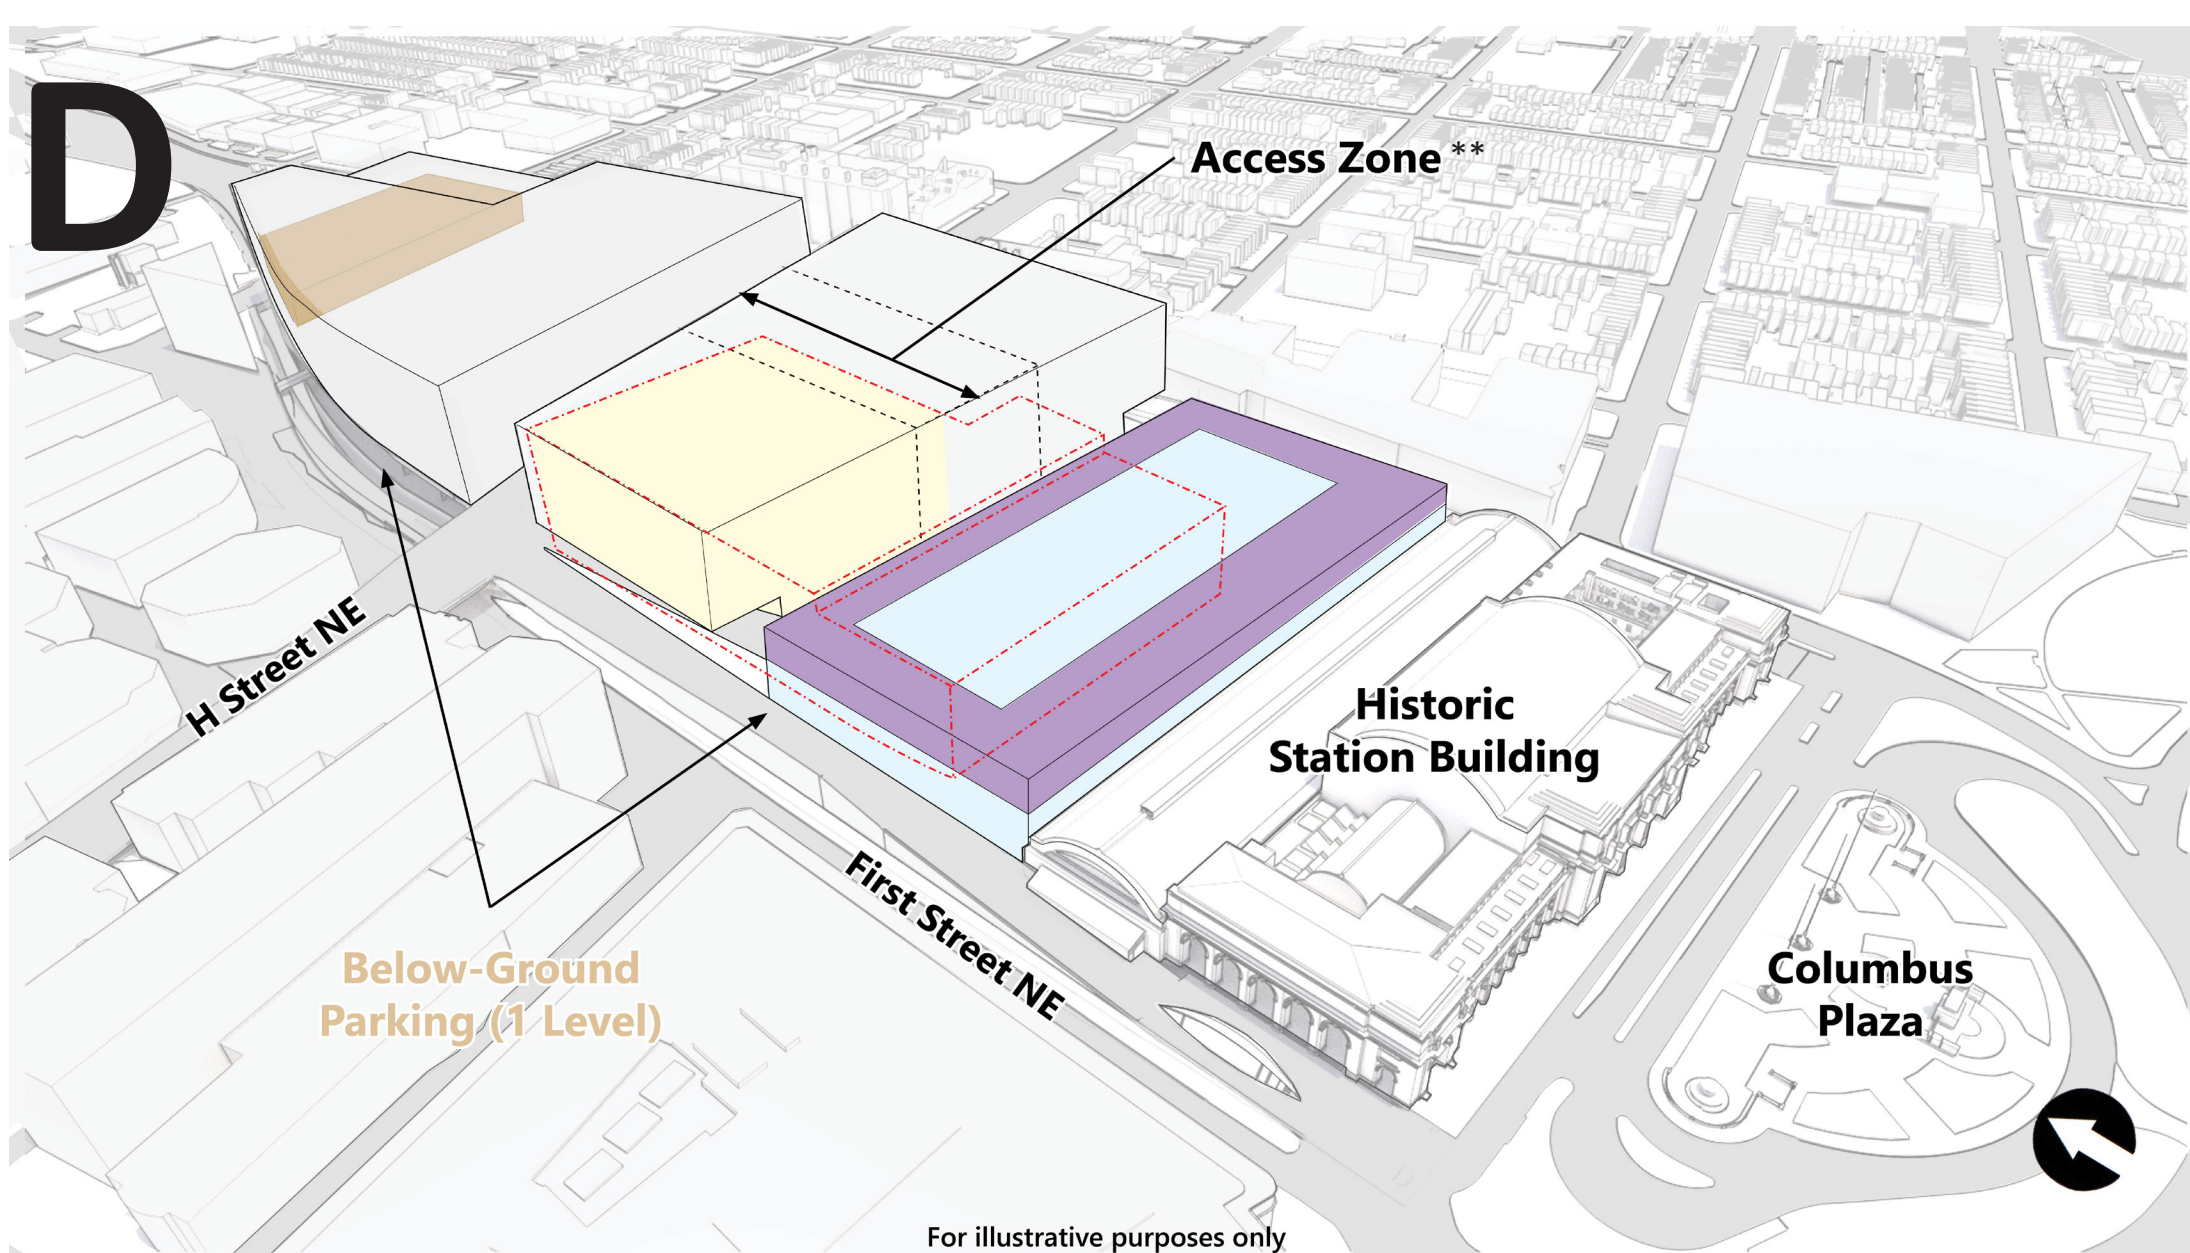 D
Access Zone**
H Street NE
Historic
Station Building
First Street NE
Below-Ground
Parking (1 Level)
Columbus
Plaza
For illustrative purposes only